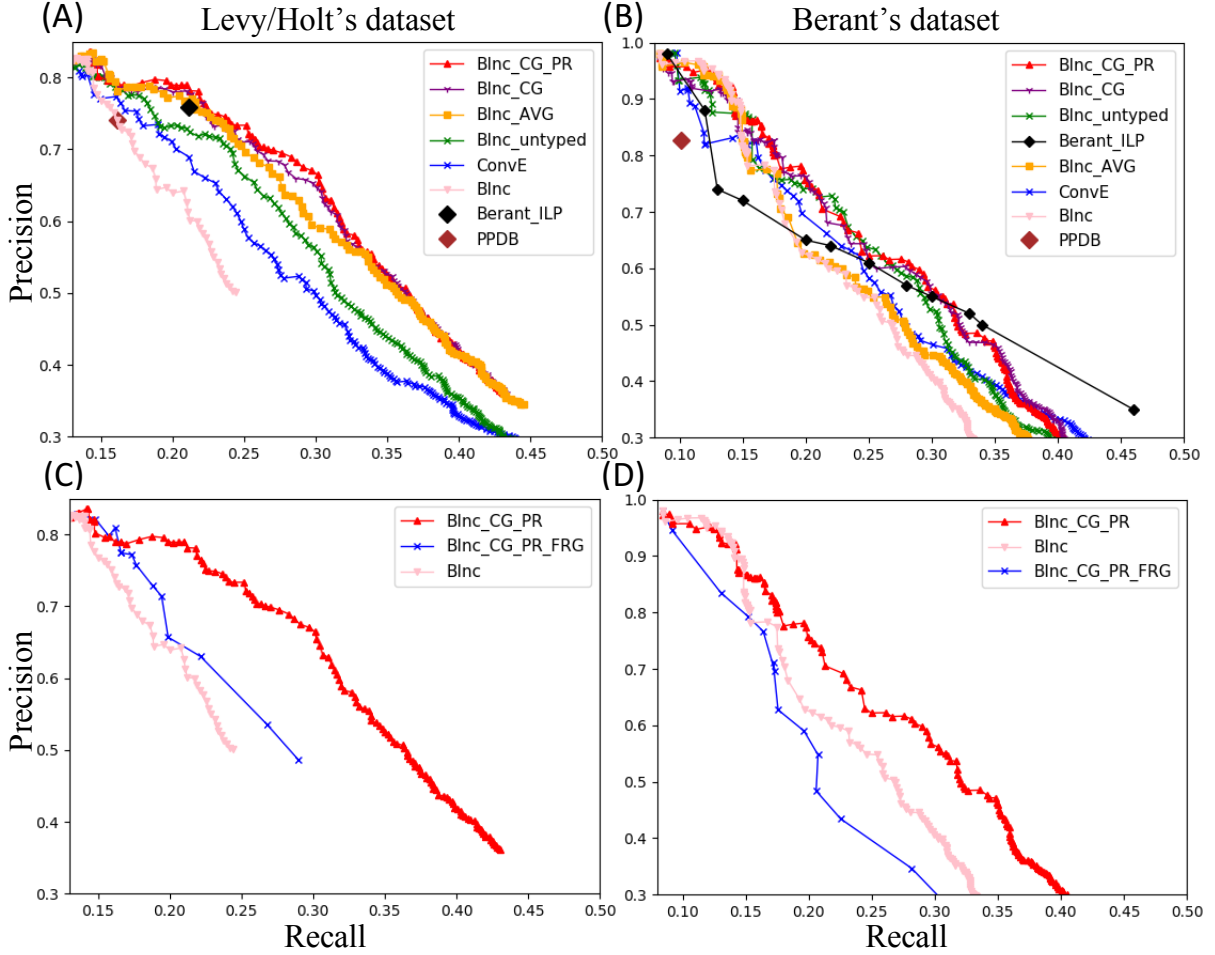 (A)
Levy/Holt’s dataset
(B)
Berant’s dataset
Precision
0.8
0.7
0.6
0.5
0.4
0.3
0.15
0.20
0.25
0.30
0.35
0.40
0.45
0.50
BInc_CG_PR
BInc_CG
BInc_AVG
BInc_untyped
ConvE
BInc
Berant_ILP
PPDB
1.0
0.9
0.8
0.7
0.6
0.5
0.4
0.3
0.10
0.15
0.20
0.25
0.30
0.35
0.40
0.45
0.50
BInc_CG_PR
BInc_CG
BInc_untyped
Berant_ILP
BInc_AVG
ConvE
BInc
PPDB
(C)
(D)
Precision
0.8
0.7
0.6
0.5
0.4
0.3
0.15
0.20
0.25
0.30
0.35
0.40
0.45
0.50
BInc_CG_PR
BInc_CG_PR_FRG
BInc
Recall
1.0
0.9
0.8
0.7
0.6
0.5
0.4
0.3
0.10
0.15
0.20
0.25
0.30
0.35
0.40
0.45
0.50
BInc_CG_PR
BInc
BInc_CG_PR_FRG
Recall